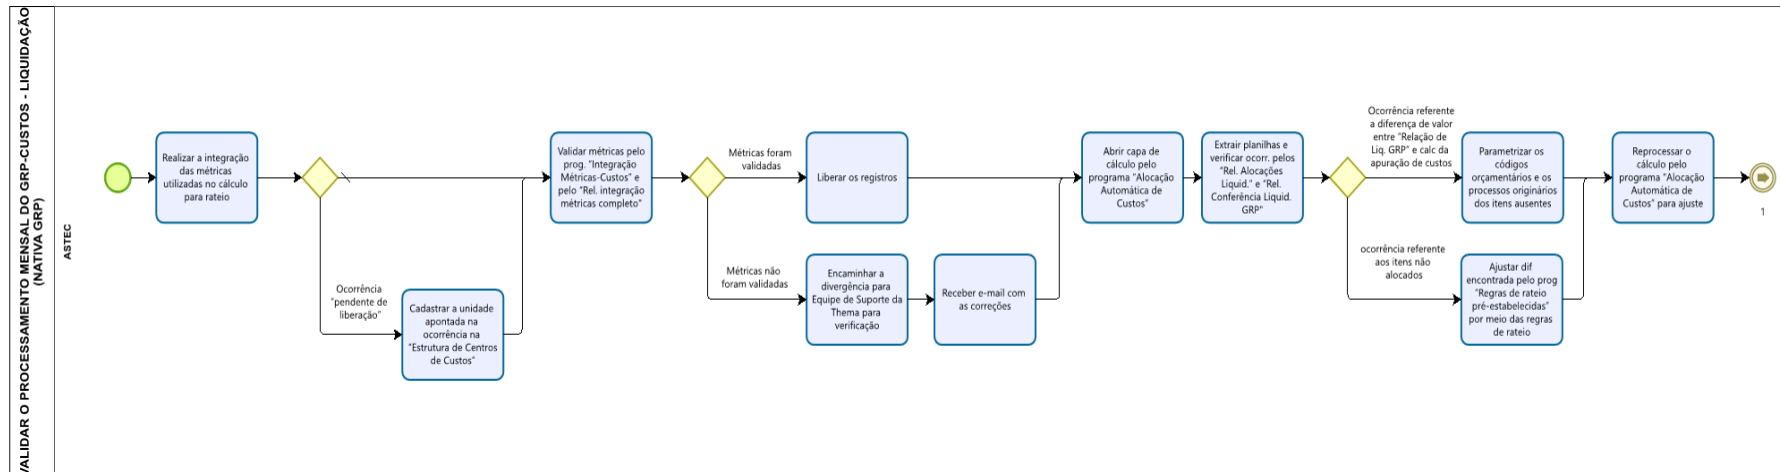 VALIDAR O PROCESSAMENTO MENSAL DO GRP-CUSTOS - LIQUIDAÇÃO
(NATIVA GRP)
ASTEC
Realizar a integração
das métricas
utilizadas no cálculo
para rateio
Ocorrência
"pendente de
liberação"
Cadastrar a unidade
apontada na
ocorrência na
"Estrutura de Centros
de Custos"
Validar métricas pelo
prog. "Integração
Métricas-Custos" e
pelo "Rel. integração
métricas completo"
Métricas foram
validadas
Liberar os registros
Métricas não
foram validadas
Encaminhar a
divergência para
Equipe de Suporte da
Thema para
verificação
Receber e-mail com
as correções
Abrir capa de
cálculo pelo
programa "Alocação
Automática de
Custos"
Extrair planilhas e
verificar ocorr. pelos
"Rel. Alocações
Liquid." e "Rel.
Conferência Liquid.
GRP"
Ocorrência referente
a diferença de valor
entre "Relação de
Liq. GRP" e calc da
apuração de custos
Parametrizar os
códigos
orçamentários e os
processos originários
dos itens ausentes
ocorrência referente
aos itens não
alocados
Ajustar dif
encontrada pelo prog
"Regras de rateio
pré-estabelecidas"
por meio das regras
de rateio
Reprocessar o
cálculo pelo
programa "Alocação
Automática de
Custos" para ajuste
1